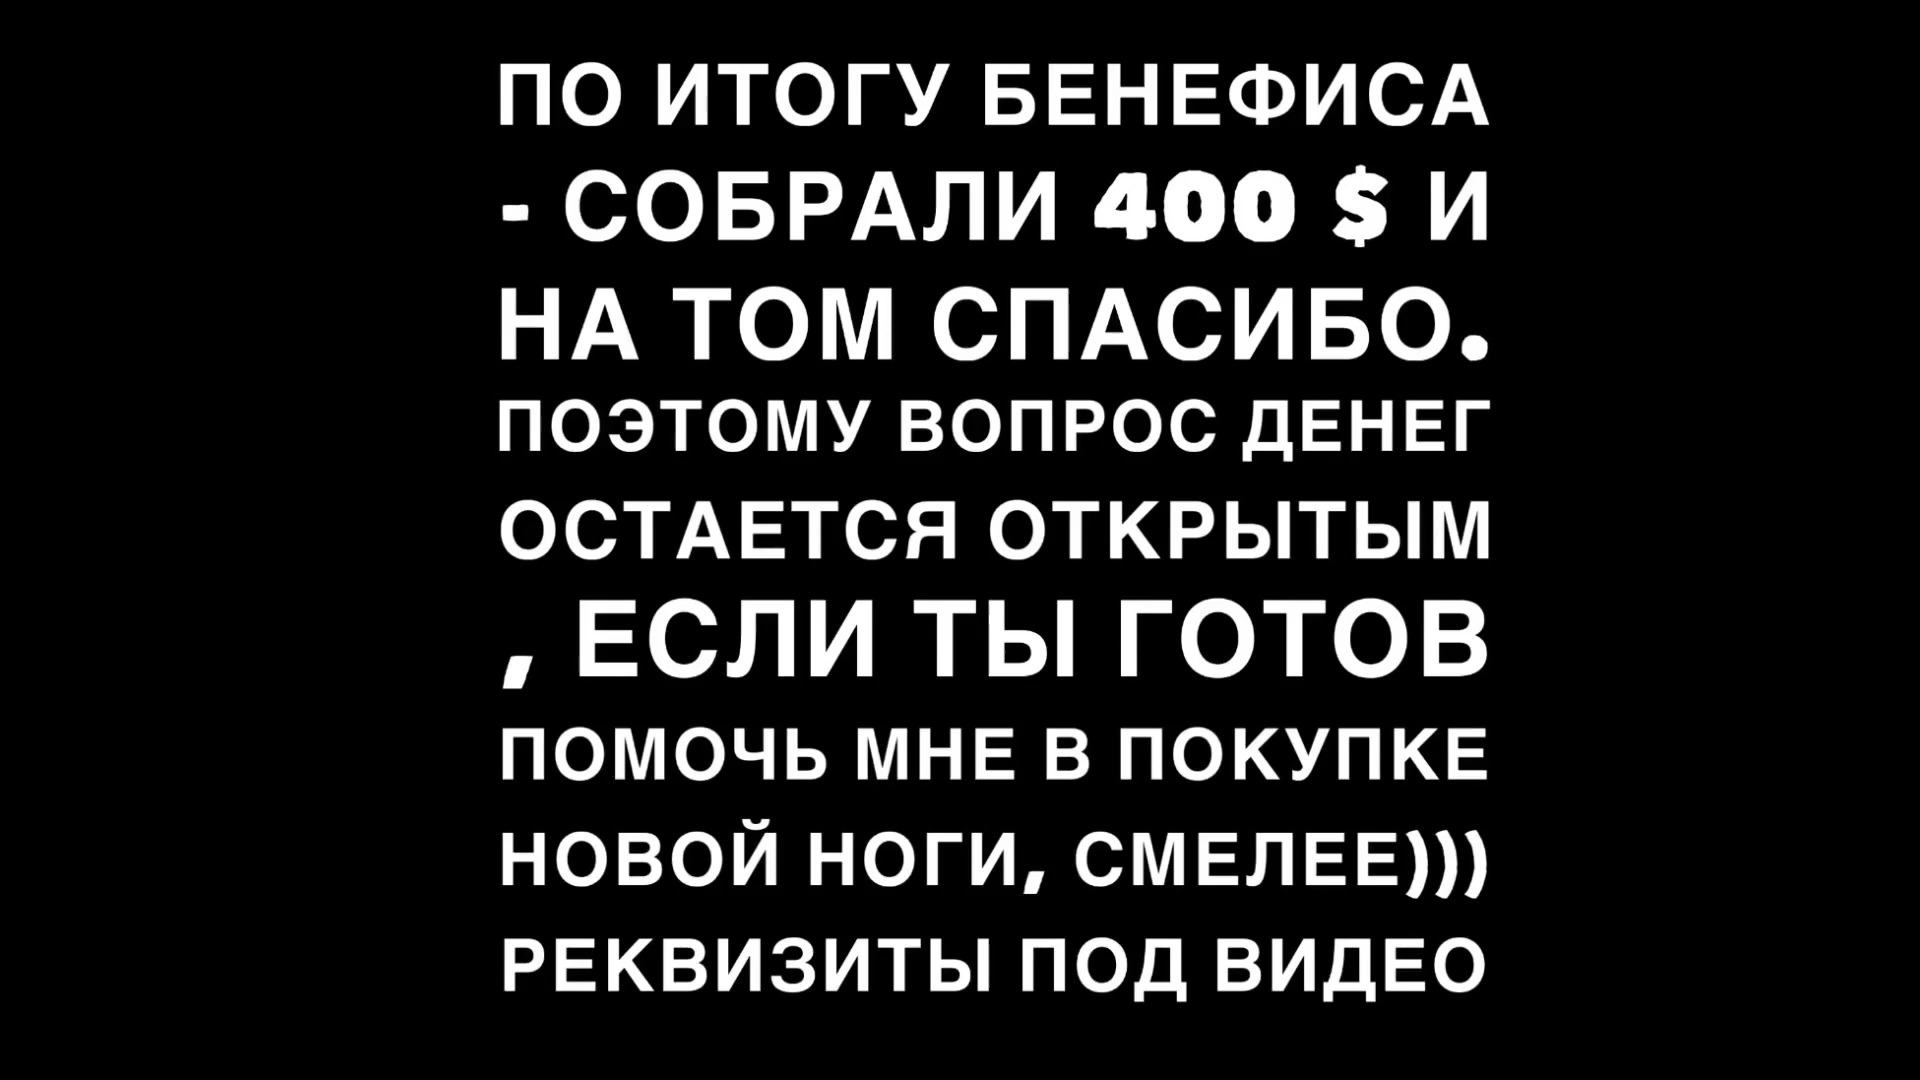 ПО ИТОГУ БЕНЕФИСА
- СОБРАЛИ 400 $ И
НА ТОМ СПАСИБО.
ПОЭТОМУ ВОПРОС ДЕНЕГ
ОСТАЕТСЯ ОТКРЫТЫМ
, ЕСЛИ ТЫ ГОТОВ
ПОМОЧЬ МНЕ В ПОКУПКЕ
НОВОЙ НОГИ, СМЕЛЕЕ)))
РЕКВИЗИТЫ ПОД ВИДЕО